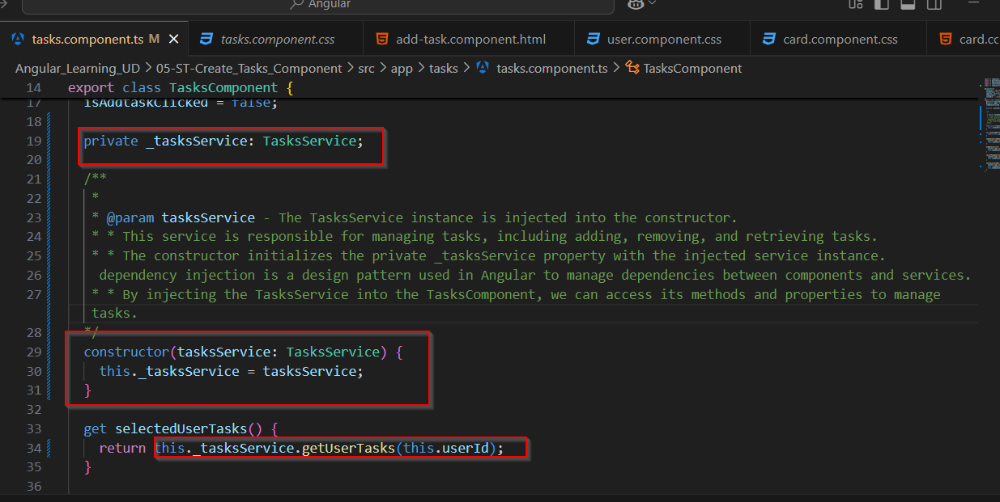 Angular
tasks.component.ts M
tasks.component.css
add-task.component.html
user.component.css
card.component.css
card.cc
Angular_Learning_UD > 05-ST-Create_Tasks_Component > src > app > tasks > tasks.component.ts > TasksComponent
14 export class TasksComponent {
17 isAddtaskClicked = false;
18
19 private _tasksService: TasksService;
20
21 /**
22 *
23 * @param tasksService - The TasksService instance is injected into the constructor.
24 * * This service is responsible for managing tasks, including adding, removing, and retrieving tasks.
25 * * The constructor initializes the private _tasksService property with the injected service instance.
26 dependency injection is a design pattern used in Angular to manage dependencies between components and services.
27 * * By injecting the TasksService into the TasksComponent, we can access its methods and properties to manage
tasks.
28 */
29 constructor(tasksService: TasksService) {
30 this._tasksService = tasksService;
31 }
32
33 get selectedUserTasks() {
34 return this._tasksService.getUserTasks(this.userId);
35 }
36